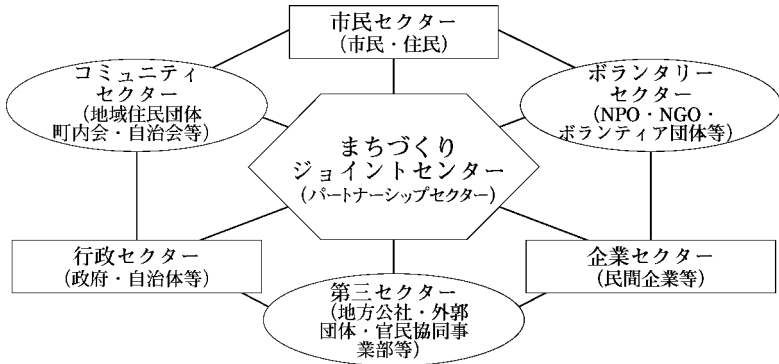 市民セクター
(市民・住民)
コミュニティ
セクター
(地域住民団体
町内会・自治会等)
ボランタリー
セクター
(NPO・NGO・
ボランティア団体等)
まちづくり
ジョイントセンター
(パートナーシップセクター)
行政セクター
(政府・自治体等)
企業セクター
(民間企業等)
第三セクター
(地方公社・外郭
団体・官民協同事
業部等)